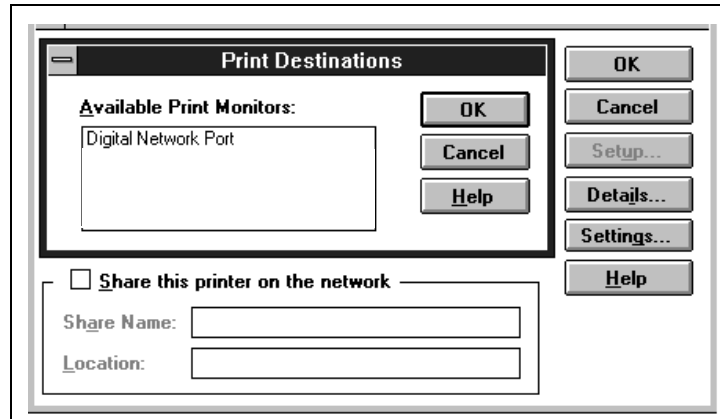 Print Destinations
Available Print Monitors:
Digital Network Port
OK
Cancel
Help
OK
Cancel
Setup...
Details...
Settings...
Help
Share this printer on the network
Share Name:
Location: